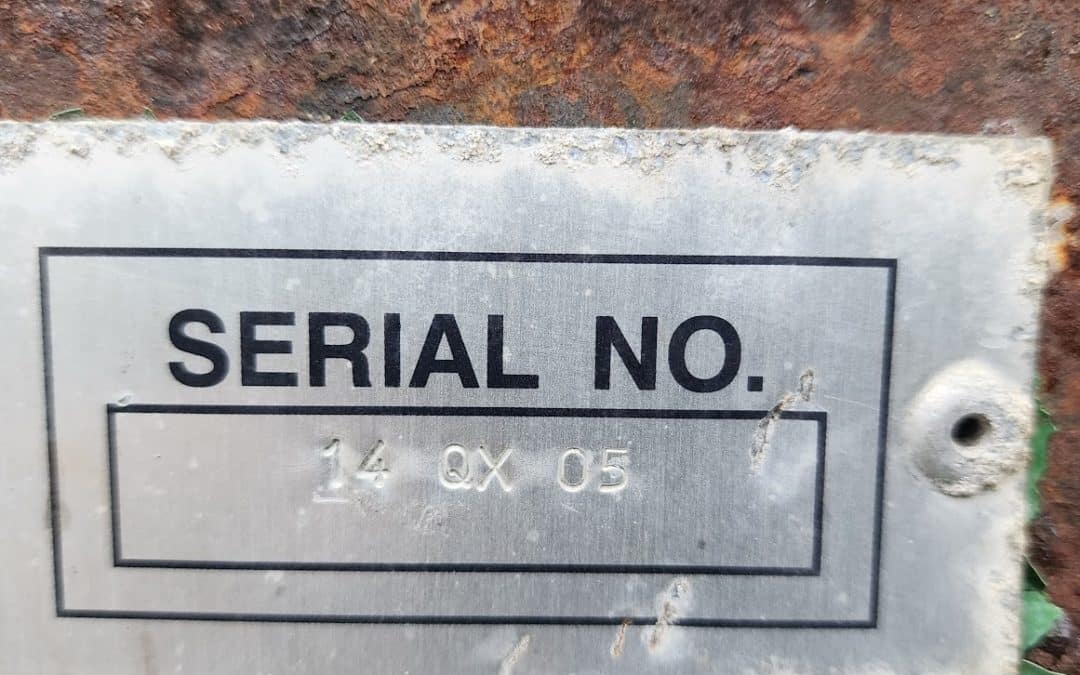 SERIAL NO.
14 QX 05